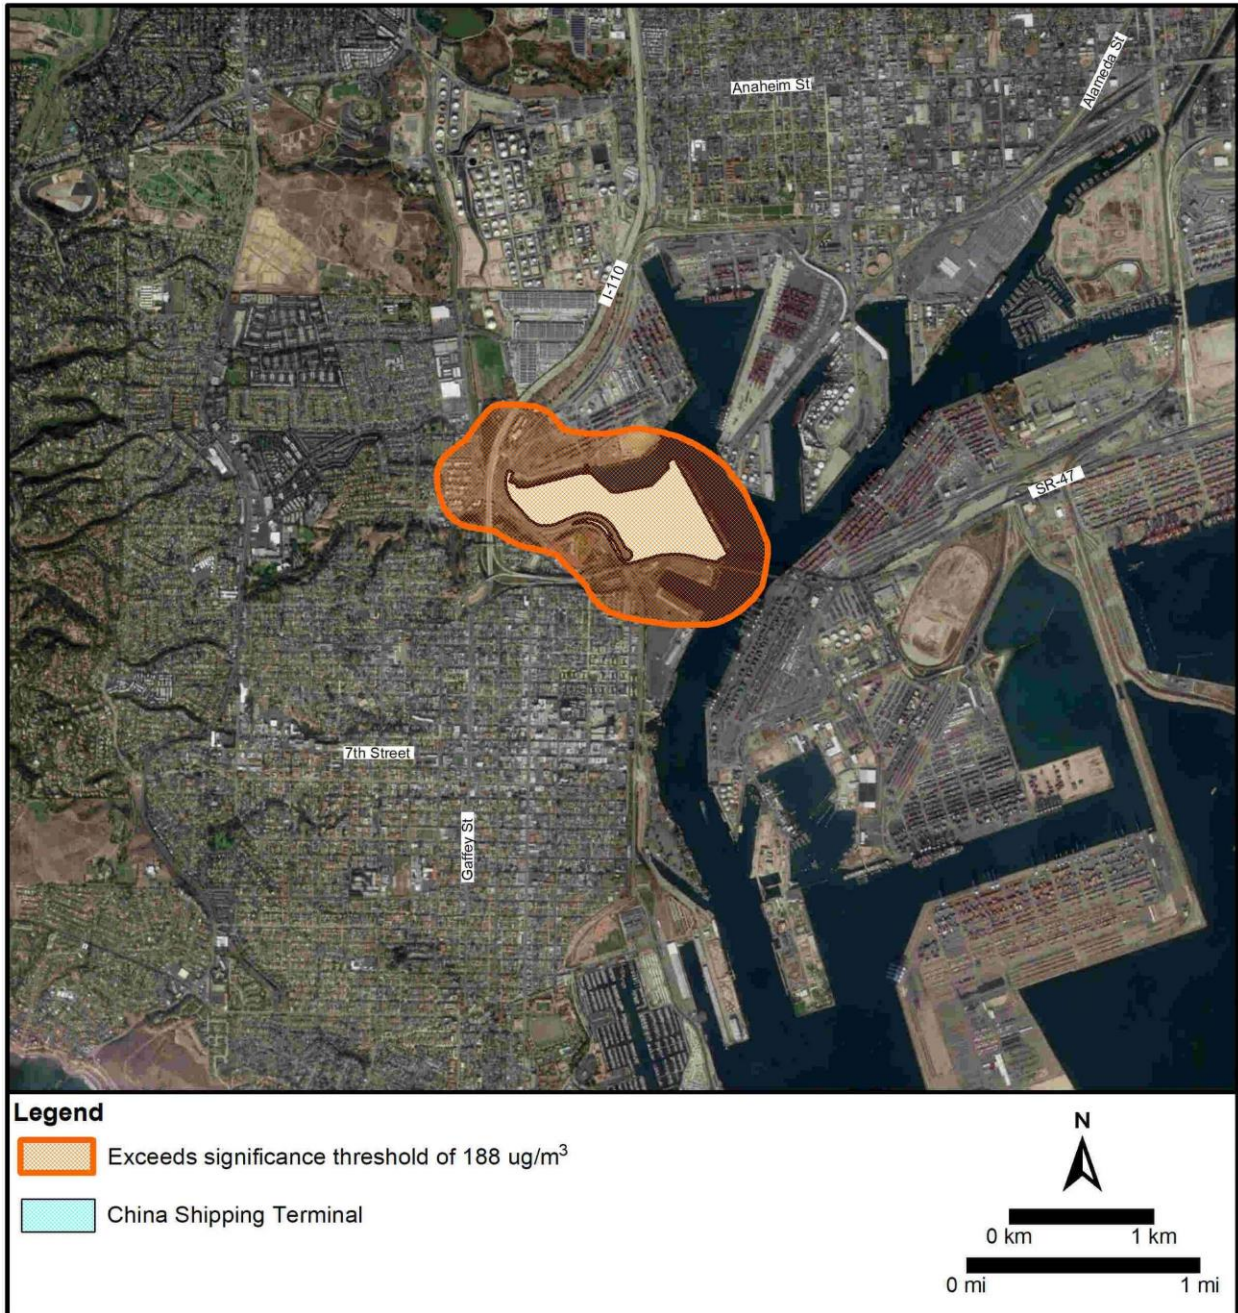 Anaheim St
Alameda St
I-110
SR-47
7th Street
Gaffey St
Legend
Exceeds significance threshold of 188 ug/m³
China Shipping Terminal
N
0 km 1 km
0 mi 1 mi